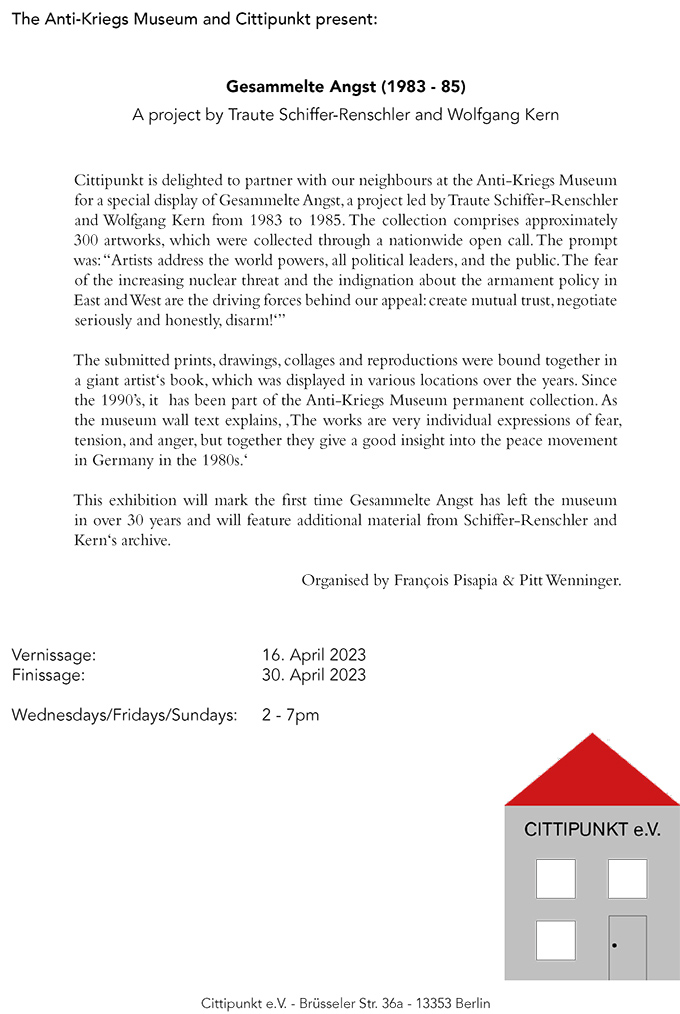 The Anti-Kriegs Museum and Cittipunkt present:
Gesammelte Angst (1983 - 85)
A project by Traute Schiffer-Renschler and Wolfgang Kern
Cittipunkt is delighted to partner with our neighbours at the Anti-Kriegs Museum
for a special display of Gesammelte Angst, a project led by Traute Schiffer-Renschler
and Wolfgang Kern from 1983 to 1985. The collection comprises approximately
300 artworks, which were collected through a nationwide open call. The prompt
was: “Artists address the world powers, all political leaders, and the public. The fear
of the increasing nuclear threat and the indignation about the armament policy in
East and West are the driving forces behind our appeal: create mutual trust, negotiate
seriously and honestly, disarm!‘”
The submitted prints, drawings, collages and reproductions were bound together in
a giant artist‘s book, which was displayed in various locations over the years. Since
the 1990’s, it  has been part of the Anti-Kriegs Museum permanent collection. As
the museum wall text explains, ‚The works are very individual expressions of fear,
tension, and anger, but together they give a good insight into the peace movement
in Germany in the 1980s.‘
This exhibition will mark the first time Gesammelte Angst has left the museum
in over 30 years and will feature additional material from Schiffer-Renschler and
Kern‘s archive.
Organised by François Pisapia & Pitt Wenninger.
Vernissage: 16. April 2023
Finissage: 30. April 2023
Wednesdays/Fridays/Sundays: 2 - 7pm
CITTIPUNKT e.V.
Cittipunkt e.V. - Brüsseler Str. 36a - 13353 Berlin